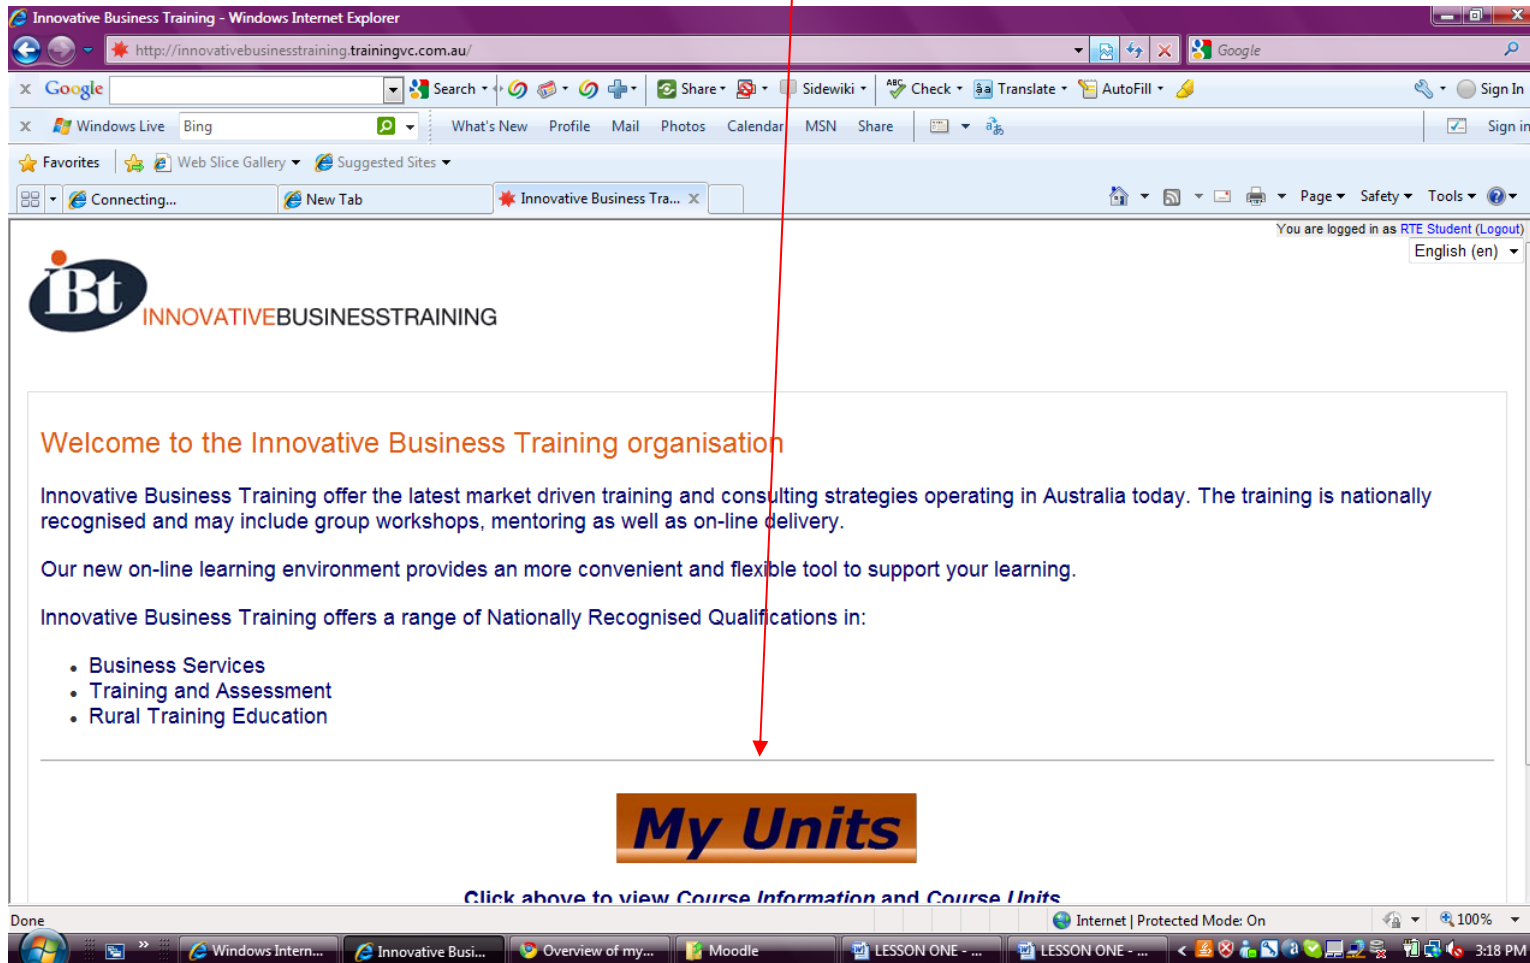 Innovative Business Training - Windows Internet Explorer
http://innovativebusinesstraining.trainingvc.com.au/
Google
x Google Search Share Sidewiki ABC Check Translate AutoFill Sign In
x Windows Live Bing What's New Profile Mail Photos Calendar MSN Share Sign in
Favorites Web Slice Gallery Suggested Sites
Connecting... New Tab Innovative Business Tra... x Page Safety Tools
You are logged in as RTE Student (Logout)
English (en)
iBt INNOVATIVEBUSINESSTRAINING
Welcome to the Innovative Business Training organisation
Innovative Business Training offer the latest market driven training and consulting strategies operating in Australia today. The training is nationally
recognised and may include group workshops, mentoring as well as on-line delivery.
Our new on-line learning environment provides an more convenient and flexible tool to support your learning.
Innovative Business Training offers a range of Nationally Recognised Qualifications in:
• Business Services
• Training and Assessment
• Rural Training Education
My Units
Click above to view Course Information and Course Units
Done Internet | Protected Mode: On 100%
Windows Intern... Innovative Busi... Overview of my... Moodle LESSON ONE - ... LESSON ONE - ... 3:18 PM